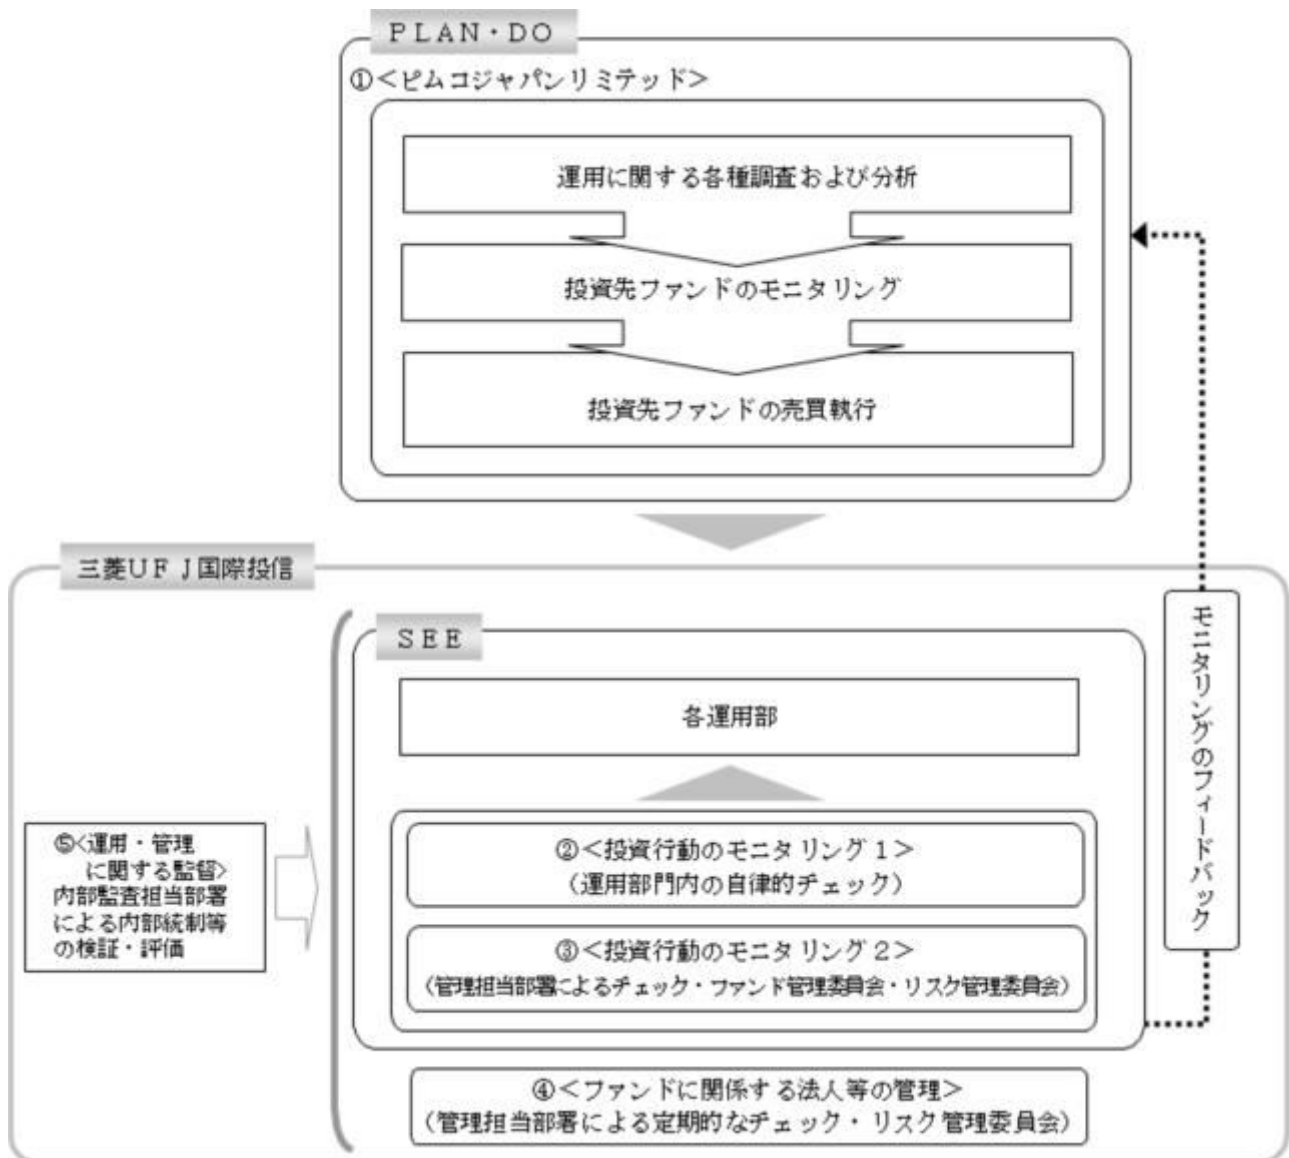 ＰＬＡＮ・ＤＯ
①＜ピムコジャパンリミテッド＞
運用に関する各種調査および分析
投資先ファンドのモニタリング
投資先ファンドの売買執行
三菱ＵＦＪ国際投信
ＳＥＥ
各運用部
②＜投資行動のモニタリング１＞
（運用部門内の自律的チェック）
③＜投資行動のモニタリング２＞
（管理担当部署によるチェック・ファンド管理委員会・リスク管理委員会）
④＜ファンドに関係する法人等の管理＞
（管理担当部署による定期的なチェック・リスク管理委員会）
⑤＜運用・管理
に関する監督＞
内部監査担当部署
による内部統制等
の検証・評価
モニタリングのフィードバック